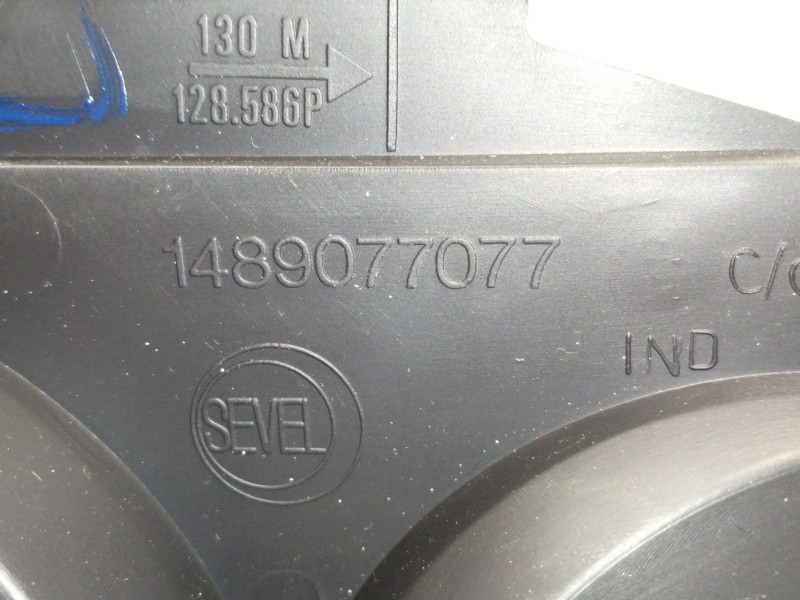 130 M
128.586P
1489077077
C/
IND
SEVEL